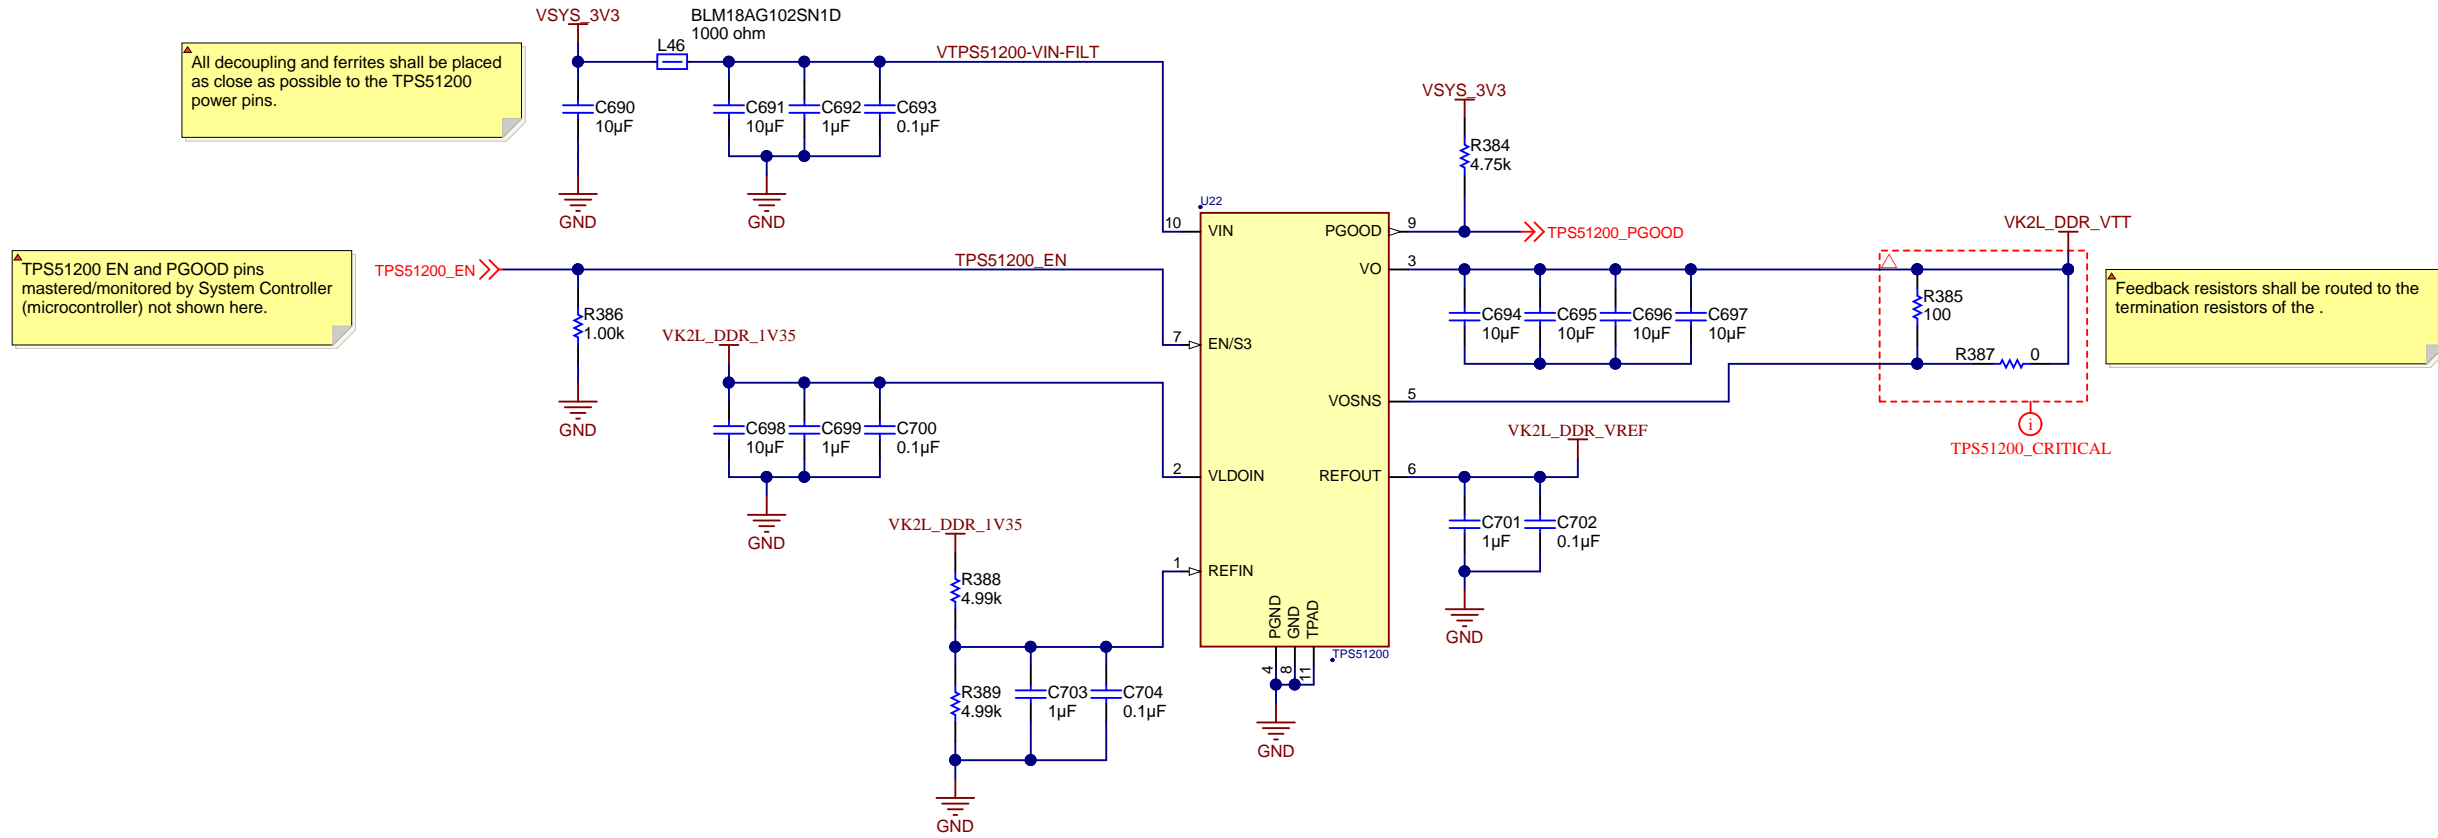 VSYS_3V3
BLM18AG102SN1D
1000 ohm
L46
VTPS51200-VIN-FILT
All decoupling and ferrites shall be placed
as close as possible to the TPS51200
power pins.
C690
10µF
C691
10µF
C692
1µF
C693
0.1µF
GND
GND
VSYS_3V3
R384
4.75k
U22
10
VIN
PGOOD
9
TPS51200_PGOOD
VK2L_DDR_VTT
TPS51200 EN and PGOOD pins
mastered/monitored by System Controller
(microcontroller) not shown here.
TPS51200_EN
TPS51200_EN
VO
3
R386
1.00k
GND
7
EN/S3
C694
10µF
C695
10µF
C696
10µF
C697
10µF
R385
100
R387
0
Feedback resistors shall be routed to the
termination resistors of the .
VK2L_DDR_1V35
VOSNS
5
TPS51200_CRITICAL
i
C698
10µF
C699
1µF
C700
0.1µF
GND
2
VLDOIN
VK2L_DDR_VREF
REFOUT
6
C701
1µF
C702
0.1µF
GND
VK2L_DDR_1V35
R388
4.99k
1
REFIN
PGND
GND
TPAD
TPS51200
4
8
11
GND
R389
4.99k
C703
1µF
C704
0.1µF
GND